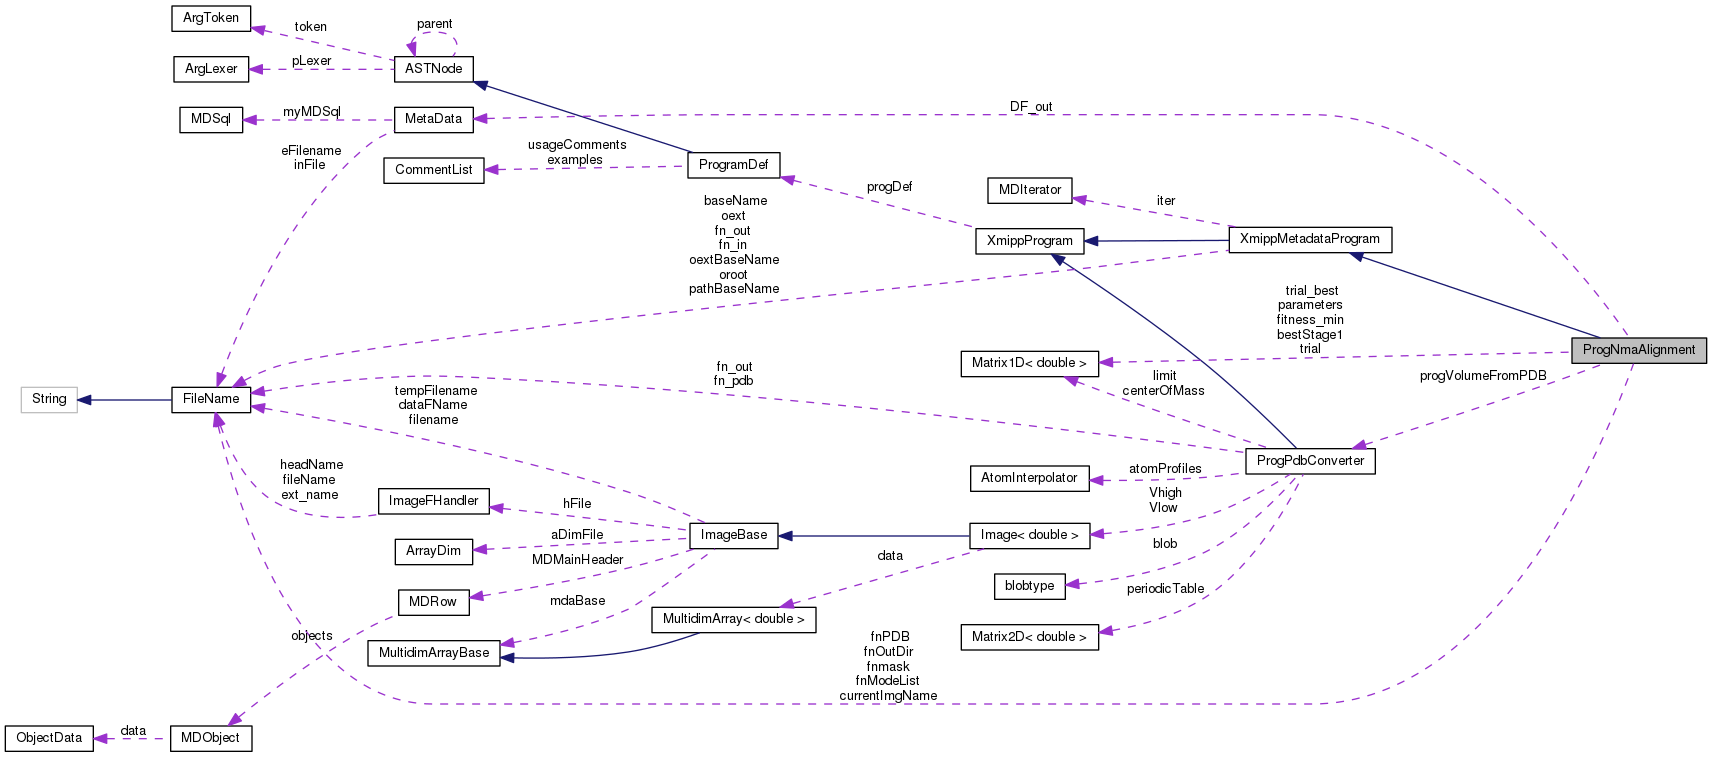 ArgToken
token
parent
ArgLexer
pLexer
ASTNode
MDSql
myMDSql
MetaData
DF_out
eFilename
inFile
CommentList
usageComments
examples
ProgramDef
progDef
MDIterator
iter
baseName
oext
fn_out
fn_in
oextBaseName
oroot
pathBaseName
XmippProgram
XmippMetadataProgram
trial_best
parameters
fitness_min
bestStage1
trial
ProgNmaAlignment
Matrix1D< double >
limit
centerOfMass
progVolumeFromPDB
String
FileName
fn_out
fn_pdb
tempFilename
dataFName
filename
ProgPdbConverter
headName
fileName
ext_name
ImageFHandler
hFile
AtomInterpolator
atomProfiles
Vhigh
Vlow
ArrayDim
aDimFile
ImageBase
Image< double >
blob
MDMainHeader
data
blobtype
periodicTable
MDRow
mdaBase
MultidimArray< double >
objects
MultidimArrayBase
Matrix2D< double >
fnPDB
fnOutDir
fnmask
fnModeList
currentImgName
ObjectData
data
MDObject